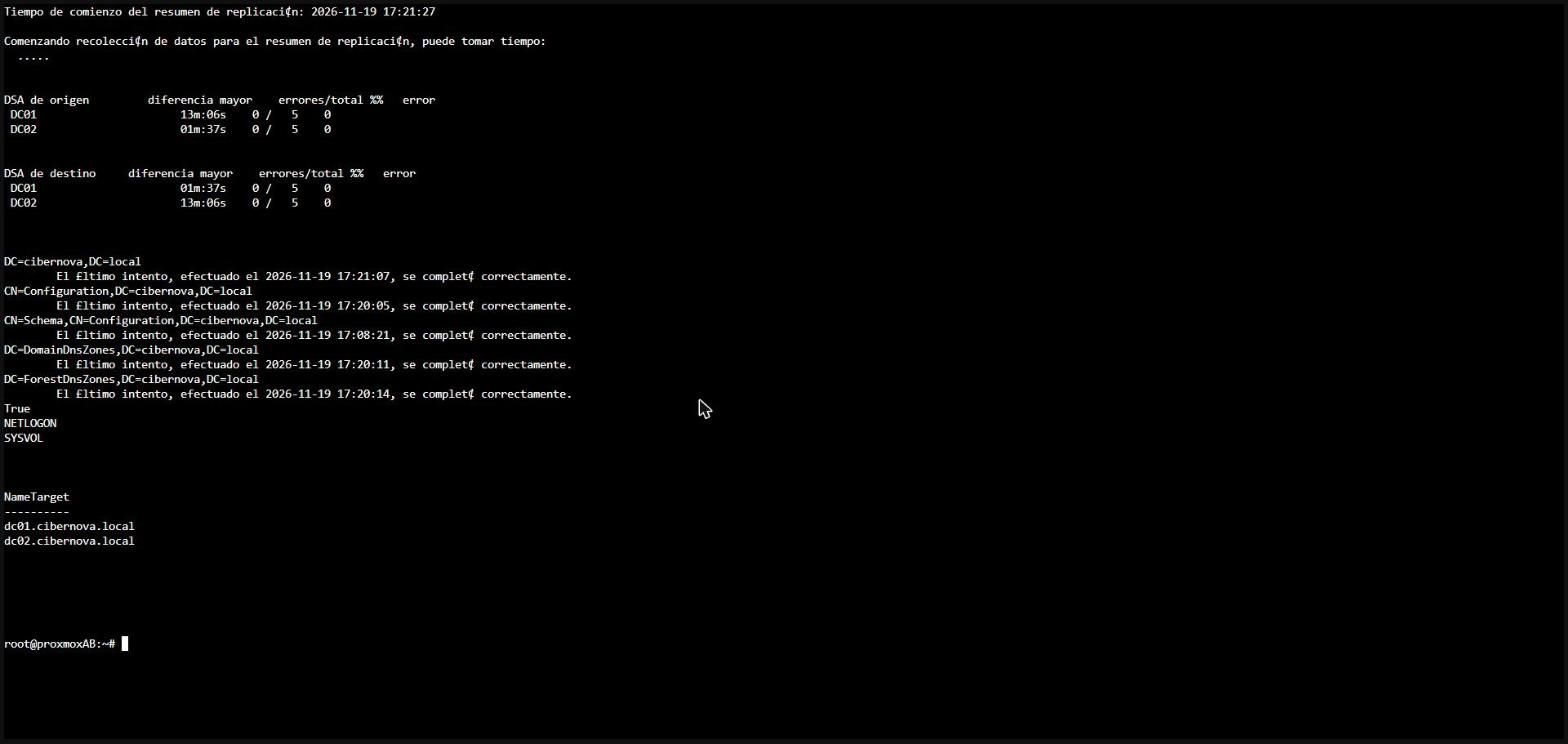 Tiempo de comienzo del resumen de replicaci¢n: 2026-11-19 17:21:27
Comenzando recolecci¢n de datos para el resumen de replicaci¢n, puede tomar tiempo:
.....
DSA de origen diferencia mayor errores/total %% error
DC01 13m:06s 0 / 5 0
DC02 01m:37s 0 / 5 0
DSA de destino diferencia mayor errores/total %% error
DC01 01m:37s 0 / 5 0
DC02 13m:06s 0 / 5 0
DC=cibernova,DC=local
El £ltimo intento, efectuado el 2026-11-19 17:21:07, se complet¢ correctamente.
CN=Configuration,DC=cibernova,DC=local
El £ltimo intento, efectuado el 2026-11-19 17:20:05, se complet¢ correctamente.
CN=Schema,CN=Configuration,DC=cibernova,DC=local
El £ltimo intento, efectuado el 2026-11-19 17:08:21, se complet¢ correctamente.
DC=DomainDnsZones,DC=cibernova,DC=local
El £ltimo intento, efectuado el 2026-11-19 17:20:11, se complet¢ correctamente.
DC=ForestDnsZones,DC=cibernova,DC=local
El £ltimo intento, efectuado el 2026-11-19 17:20:14, se complet¢ correctamente.
True
NETLOGON
SYSVOL
NameTarget
----------
dc01.cibernova.local
dc02.cibernova.local
root@proxmoxAB:~#